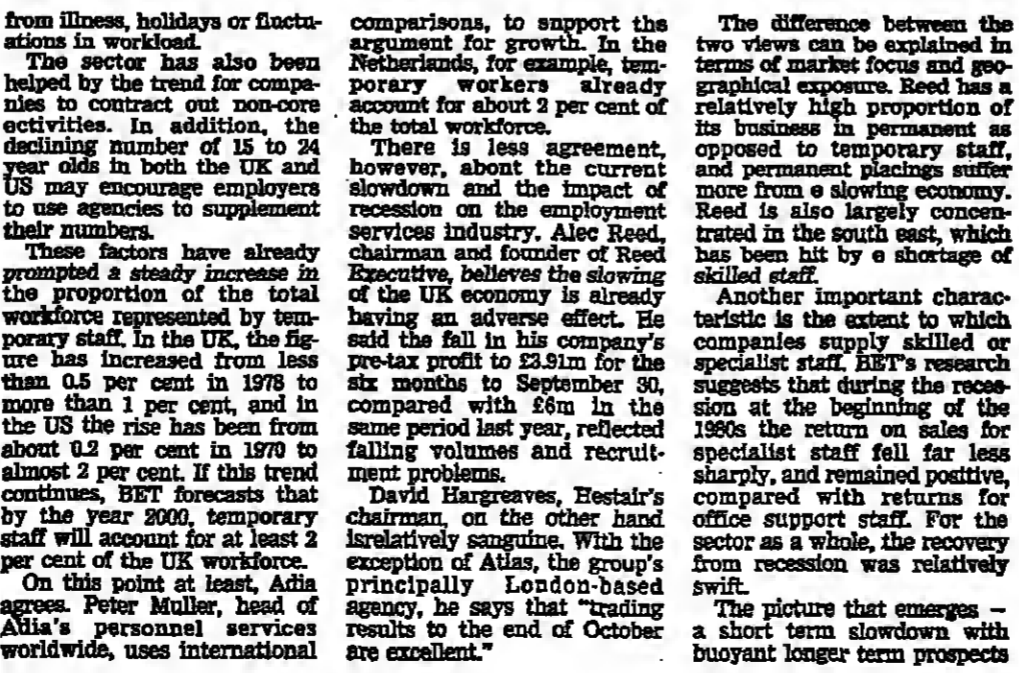 from illness, holidays or fluctu-
ations in workload.
The sector has also been
helped by the trend for compa-
nies to contract out non-core
activities. In addition, the
declining number of 15 to 24
year olds in both the UK and
US may encourage employers
to use agencies to supplement
their numbers.
These factors have already
prompted a steady increase in
the proportion of the total
workforce represented by tem-
porary staff. In the UK, the fig-
ure has increased from less
than 0.5 per cent in 1978 to
more than 1 per cent, and in
the US the rise has been from
about 0.2 per cent in 1970 to
almost 2 per cent. If this trend
continues, BET forecasts that
by the year 2000, temporary
staff will account for at least 2
per cent of the UK workforce.
On this point at least, Adia
agrees. Peter Muller, head of
Adia's personnel services
worldwide, uses international
comparisons, to support the
argument for growth. In the
Netherlands, for example, tem-
porary workers already
account for about 2 per cent of
the total workforce.
There is less agreement,
however, about the current
slowdown and the impact of
recession on the employment
services industry. Alec Reed,
chairman and founder of Reed
Executive, believes the slowing
of the UK economy is already
having an adverse effect. He
said the fall in his company's
pre-tax profit to £3.91m for the
six months to September 30,
compared with £6m in the
same period last year, reflected
falling volumes and recruit-
ment problems.
David Hargreaves, Hestair's
chairman, on the other hand
isrelatively sanguine. With the
exception of Atlas, the group's
principally London-based
agency, he says that "trading
results to the end of October
are excellent."
The difference between the
two views can be explained in
terms of market focus and geo-
graphical exposure. Reed has a
relatively high proportion of
its business in permanent as
opposed to temporary staff,
and permanent placings suffer
more from a slowing economy.
Reed is also largely concen-
trated in the south east, which
has been hit by a shortage of
skilled staff.
Another important charac-
teristic is the extent to which
companies supply skilled or
specialist staff. BET's research
suggests that during the reces-
sion at the beginning of the
1980s the return on sales for
specialist staff fell far less
sharply, and remained positive,
compared with returns for
office support staff. For the
sector as a whole, the recovery
from recession was relatively
swift.
The picture that emerges –
a short term slowdown with
buoyant longer term prospects